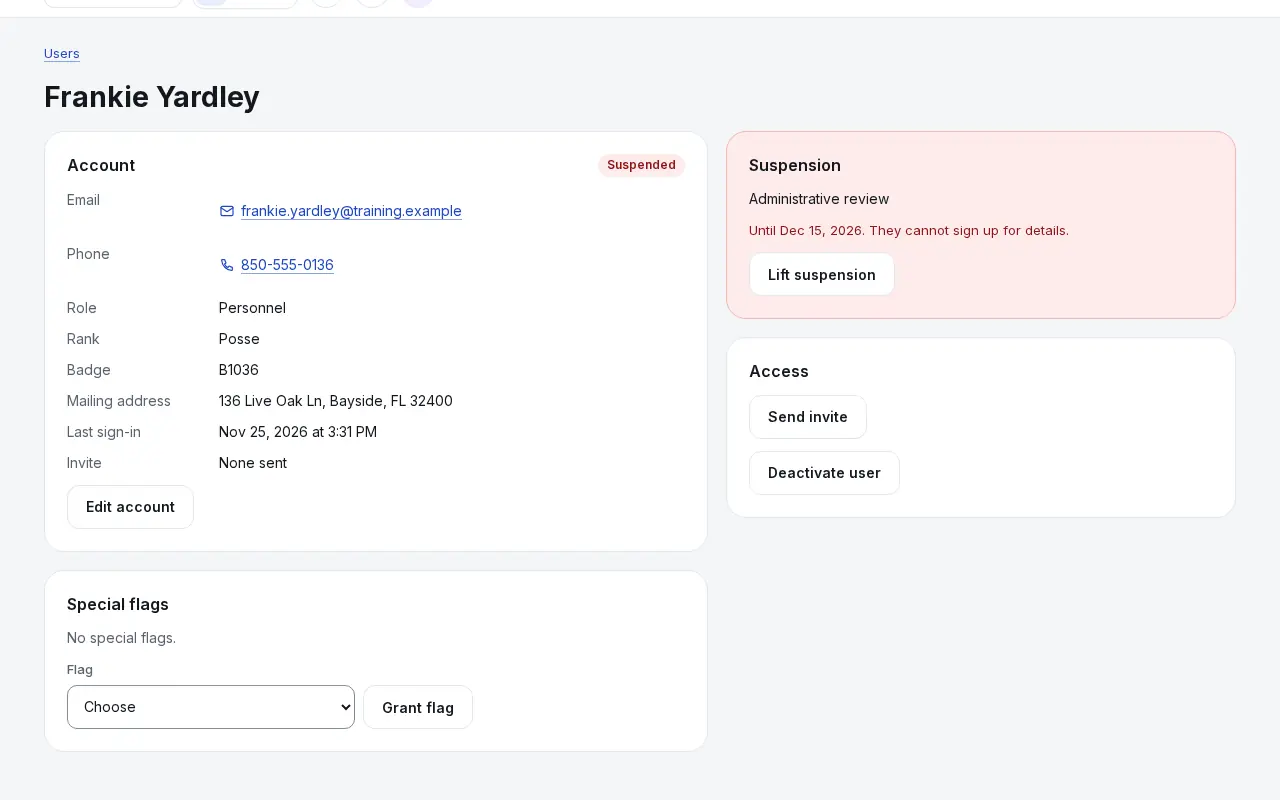 Users
Frankie Yardley
Account
Suspended
Email
frankie.yardley@training.example
Phone
850-555-0136
Role
Personnel
Rank
Posse
Badge
B1036
Mailing address
136 Live Oak Ln, Bayside, FL 32400
Last sign-in
Nov 25, 2026 at 3:31 PM
Invite
None sent
Edit account
Special flags
No special flags.
Flag
Choose
Grant flag
Suspension
Administrative review
Until Dec 15, 2026. They cannot sign up for details.
Lift suspension
Access
Send invite
Deactivate user